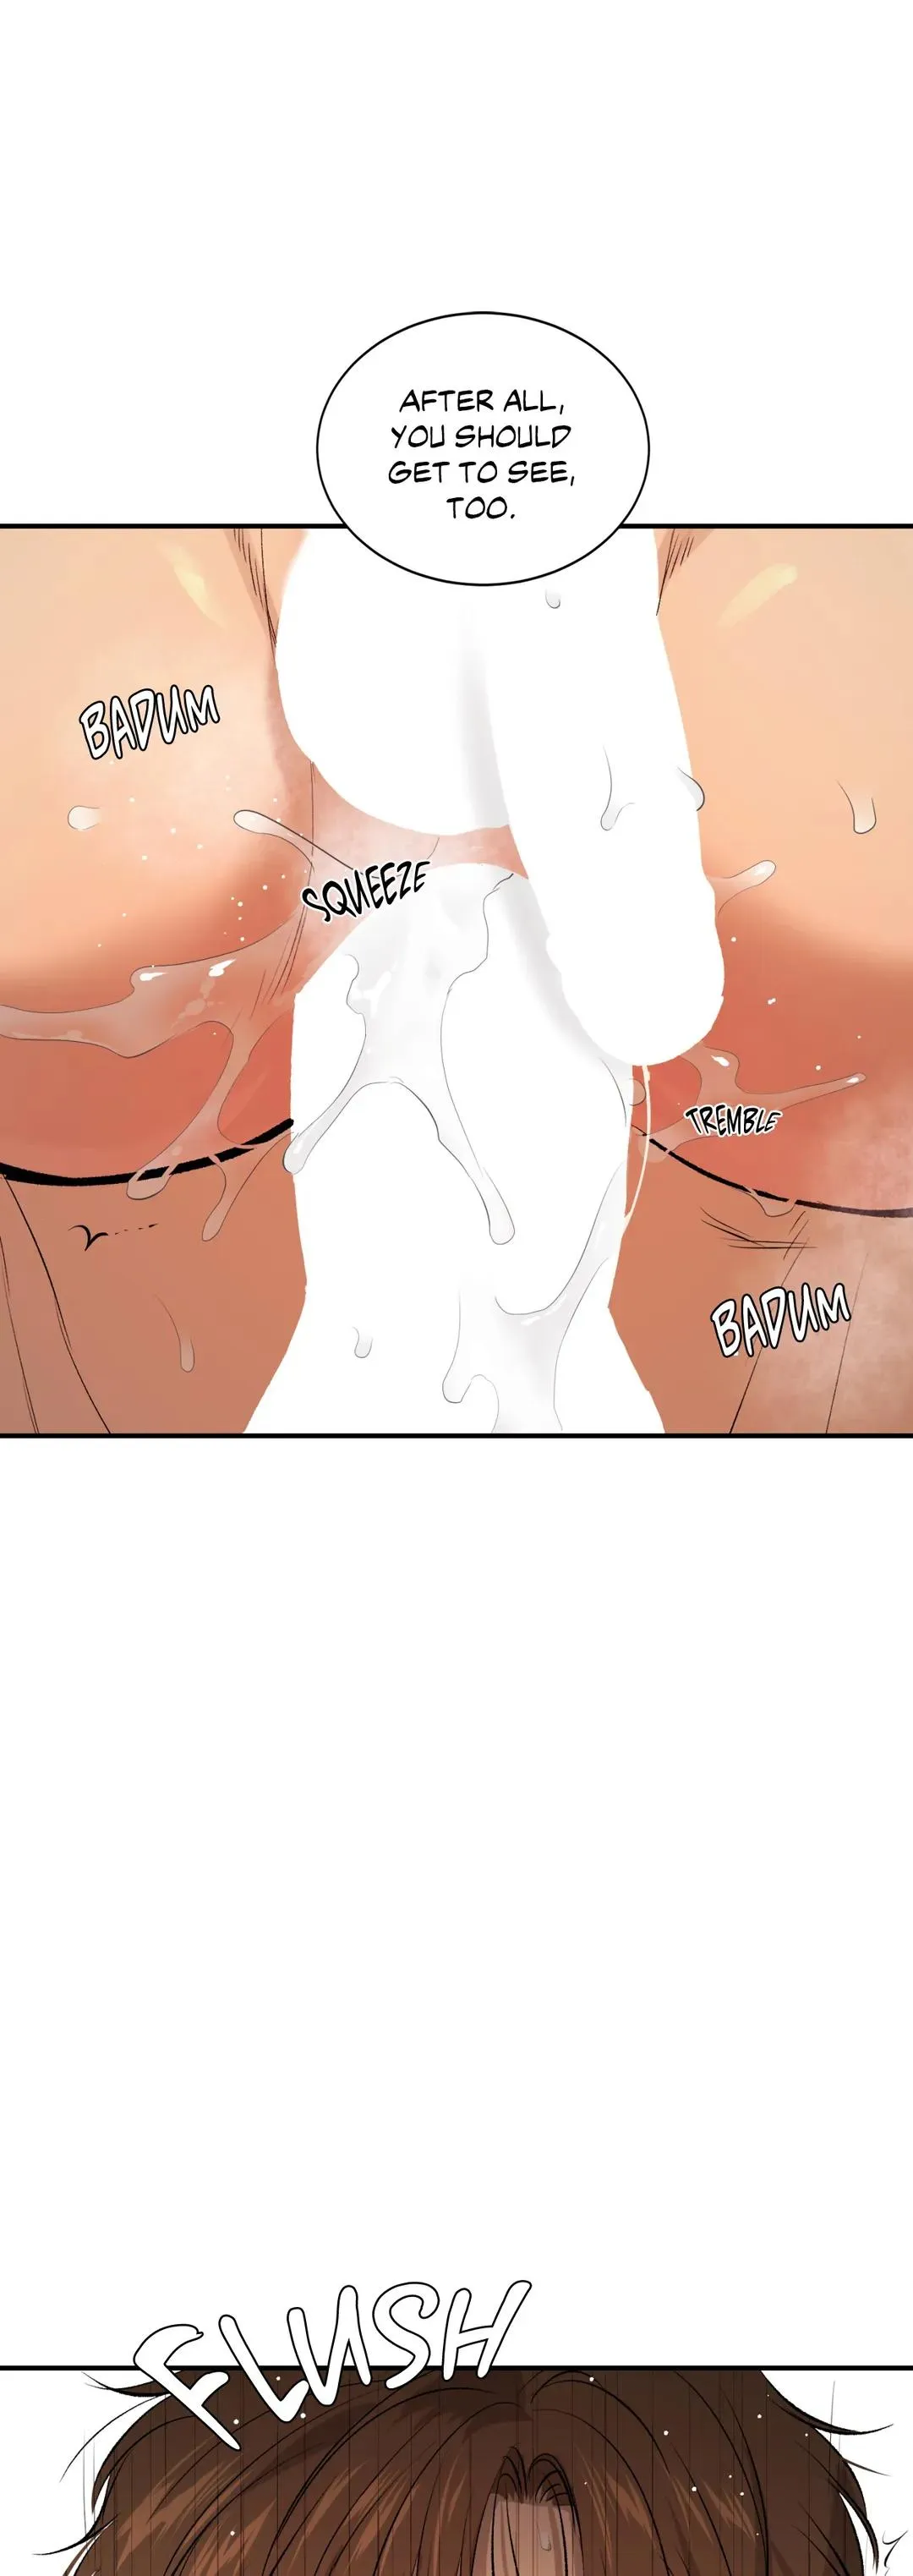 AFTER ALL,
YOU SHOULD
GET TO SEE,
TOO.
BADUM
SQUEEZE
TREMBLE
BADUM
FLUSH